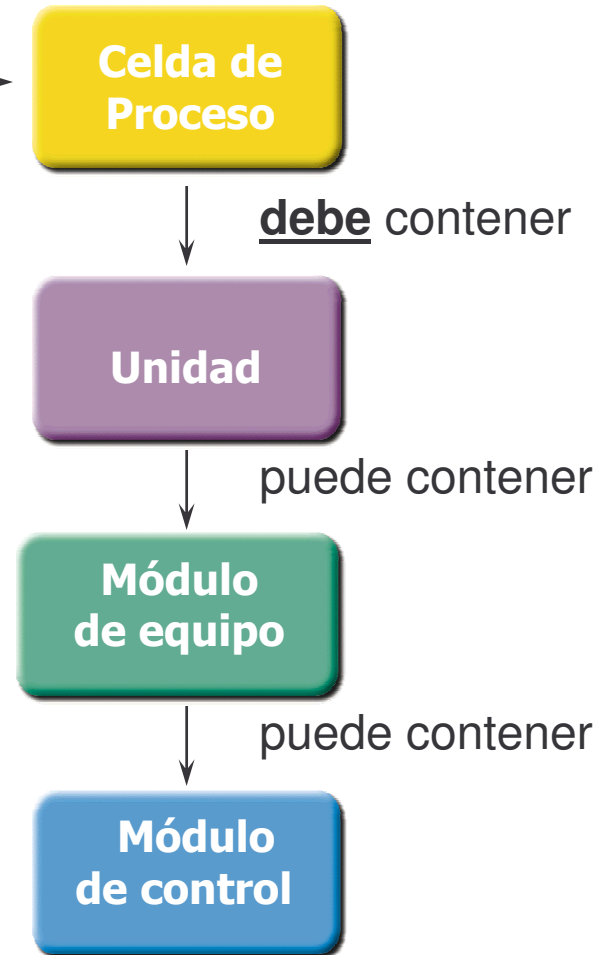 Celda de
Proceso
debe contener
Unidad
puede contener
Módulo
de equipo
puede contener
Módulo
de control